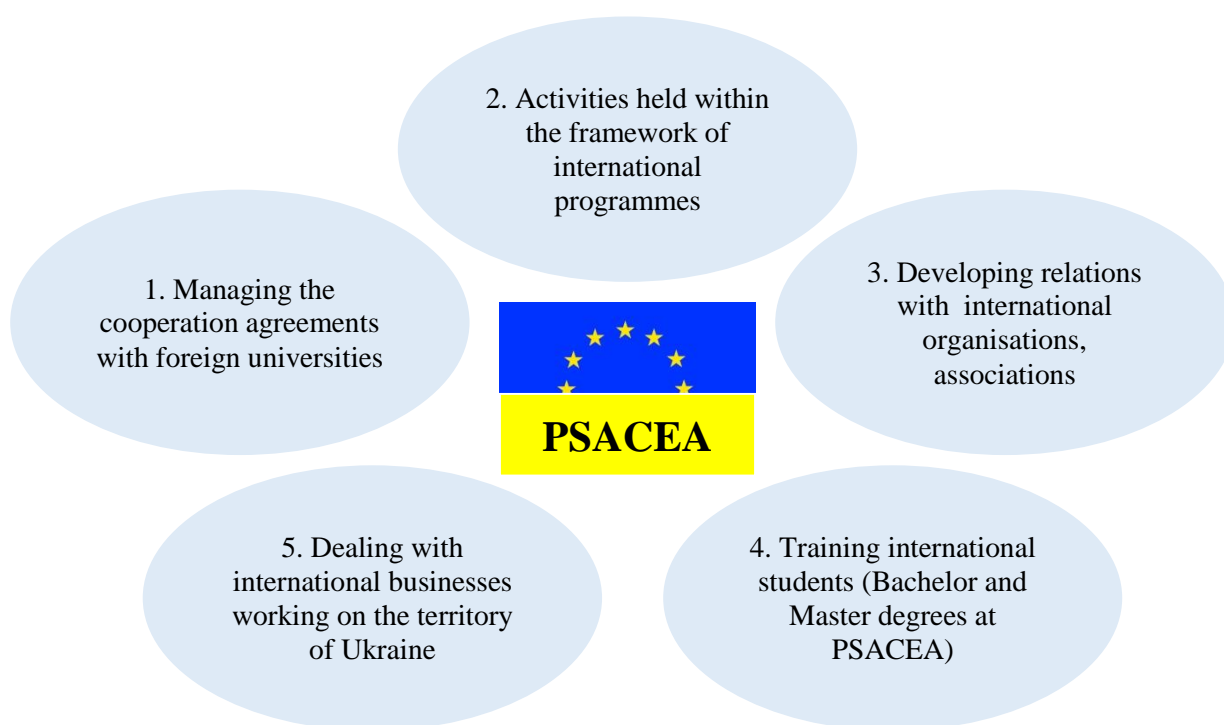 1. Managing the
cooperation agreements
with foreign universities
2. Activities held within
the framework of
international
programmes
3. Developing relations
with international
organisations,
associations
4. Training international
students (Bachelor and
Master degrees at
PSACEA)
5. Dealing with
international businesses
working on the territory
of Ukraine
PSACEA